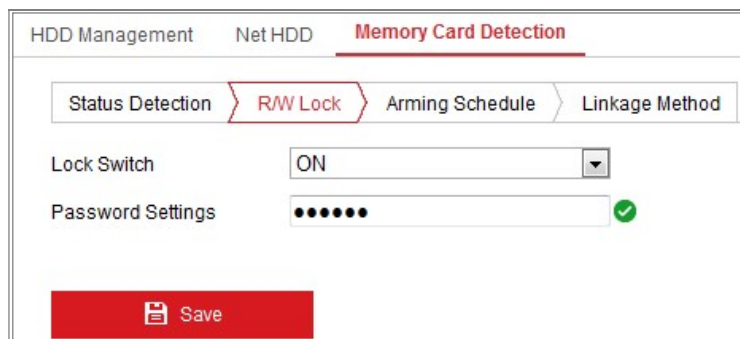 HDD Management Net HDD Memory Card Detection
Status Detection R/W Lock Arming Schedule Linkage Method
Lock Switch ON
Password Settings ●●●●●●
Save